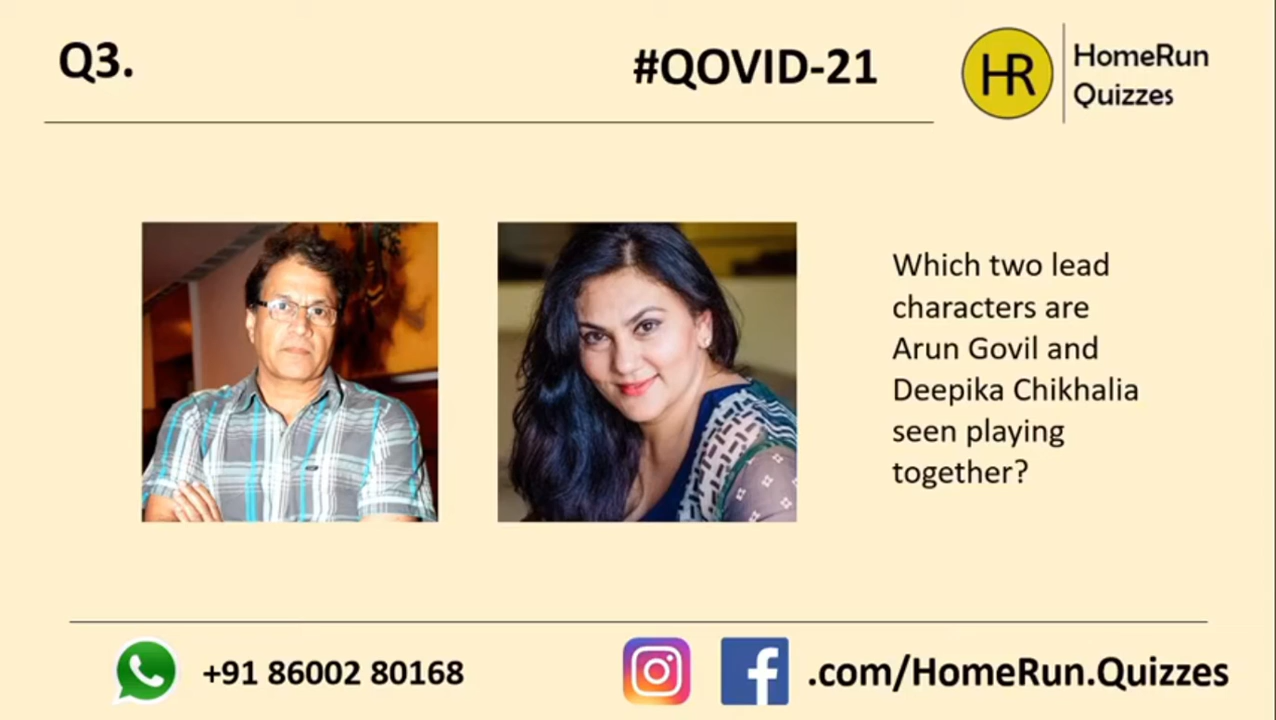 Q3.
#QOVID-21
HR
HomeRun
Quizzes
Which two lead
characters are
Arun Govil and
Deepika Chikhalia
seen playing
together?
+91 86002 80168
.com/HomeRun.Quizzes